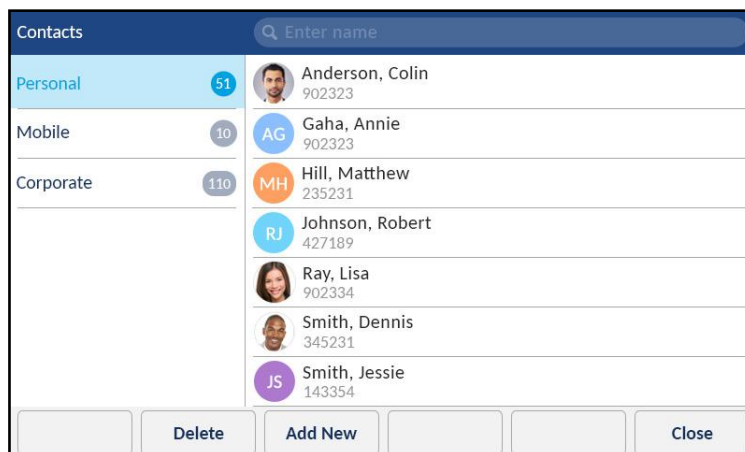 Contacts
Enter name
Personal 51
Mobile 10
Corporate 110
Anderson, Colin
902323
AG
Gaha, Annie
902323
MH
Hill, Matthew
235231
RJ
Johnson, Robert
427189
Ray, Lisa
902334
Smith, Dennis
345231
JS
Smith, Jessie
143354
Delete Add New Close